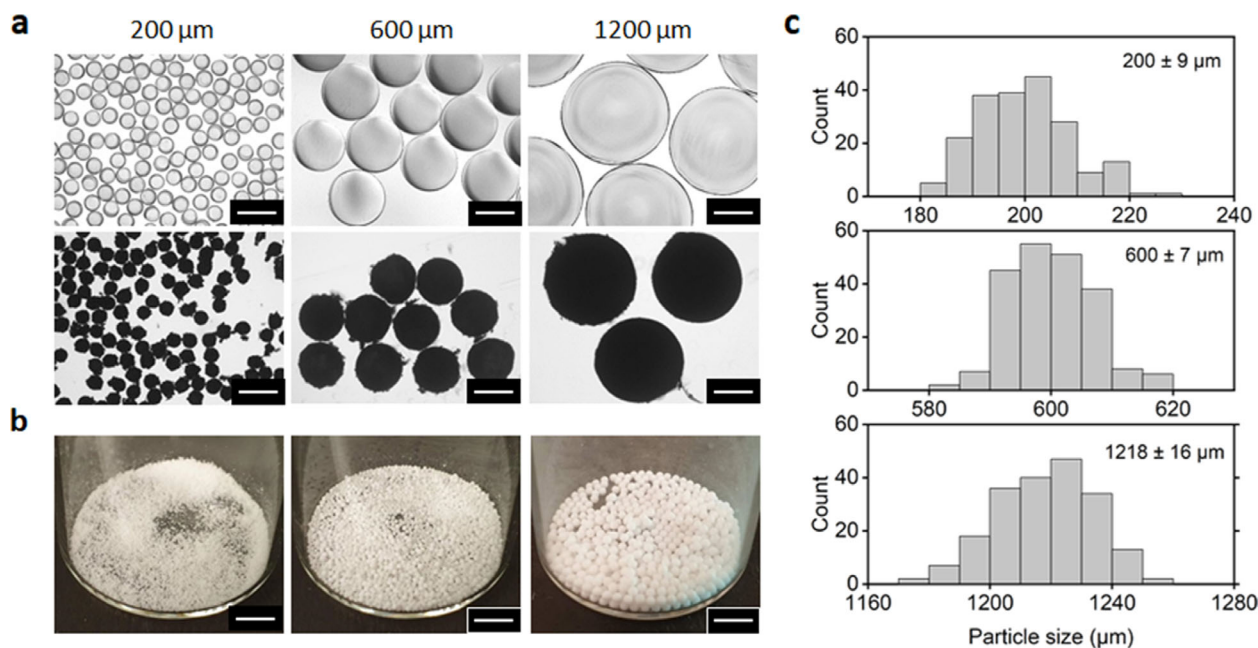 a
200 µm
600 µm
1200 µm
b
c
60
40
20
0
Count
200 ± 9 µm
180
200
220
240
60
40
20
0
Count
600 ± 7 µm
580
600
620
60
40
20
0
Count
1218 ± 16 µm
1160
1200
1240
1280
Particle size (µm)